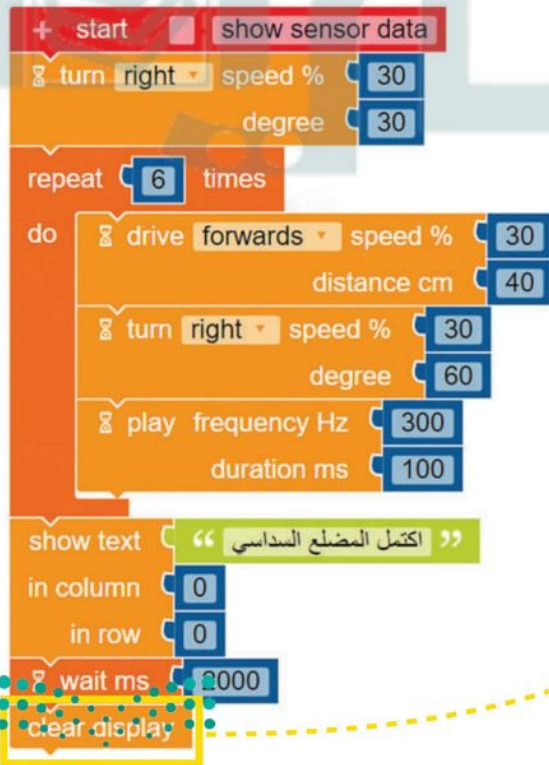 + start show sensor data
turn right speed % 30
degree 30
repeat 6 times
do drive forwards speed % 30
distance cm 40
turn right speed % 30
degree 60
play frequency Hz 300
duration ms 100
show text “ اكتمل المضلع السداسي ”
in column 0
in row 0
wait ms 2000
clear display